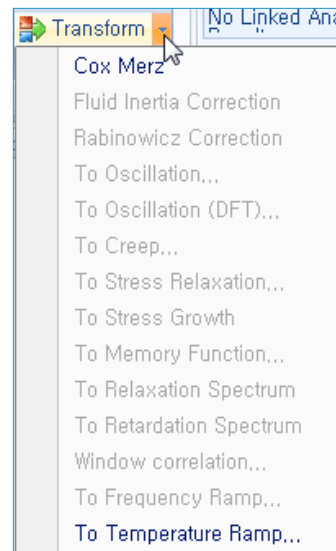 Transform
No Linked Ana
Cox Merz
Fluid Inertia Correction
Rabinowicz Correction
To Oscillation...
To Oscillation (DFT)...
To Creep...
To Stress Relaxation...
To Stress Growth
To Memory Function...
To Relaxation Spectrum
To Retardation Spectrum
Window correlation...
To Frequency Ramp...
To Temperature Ramp...